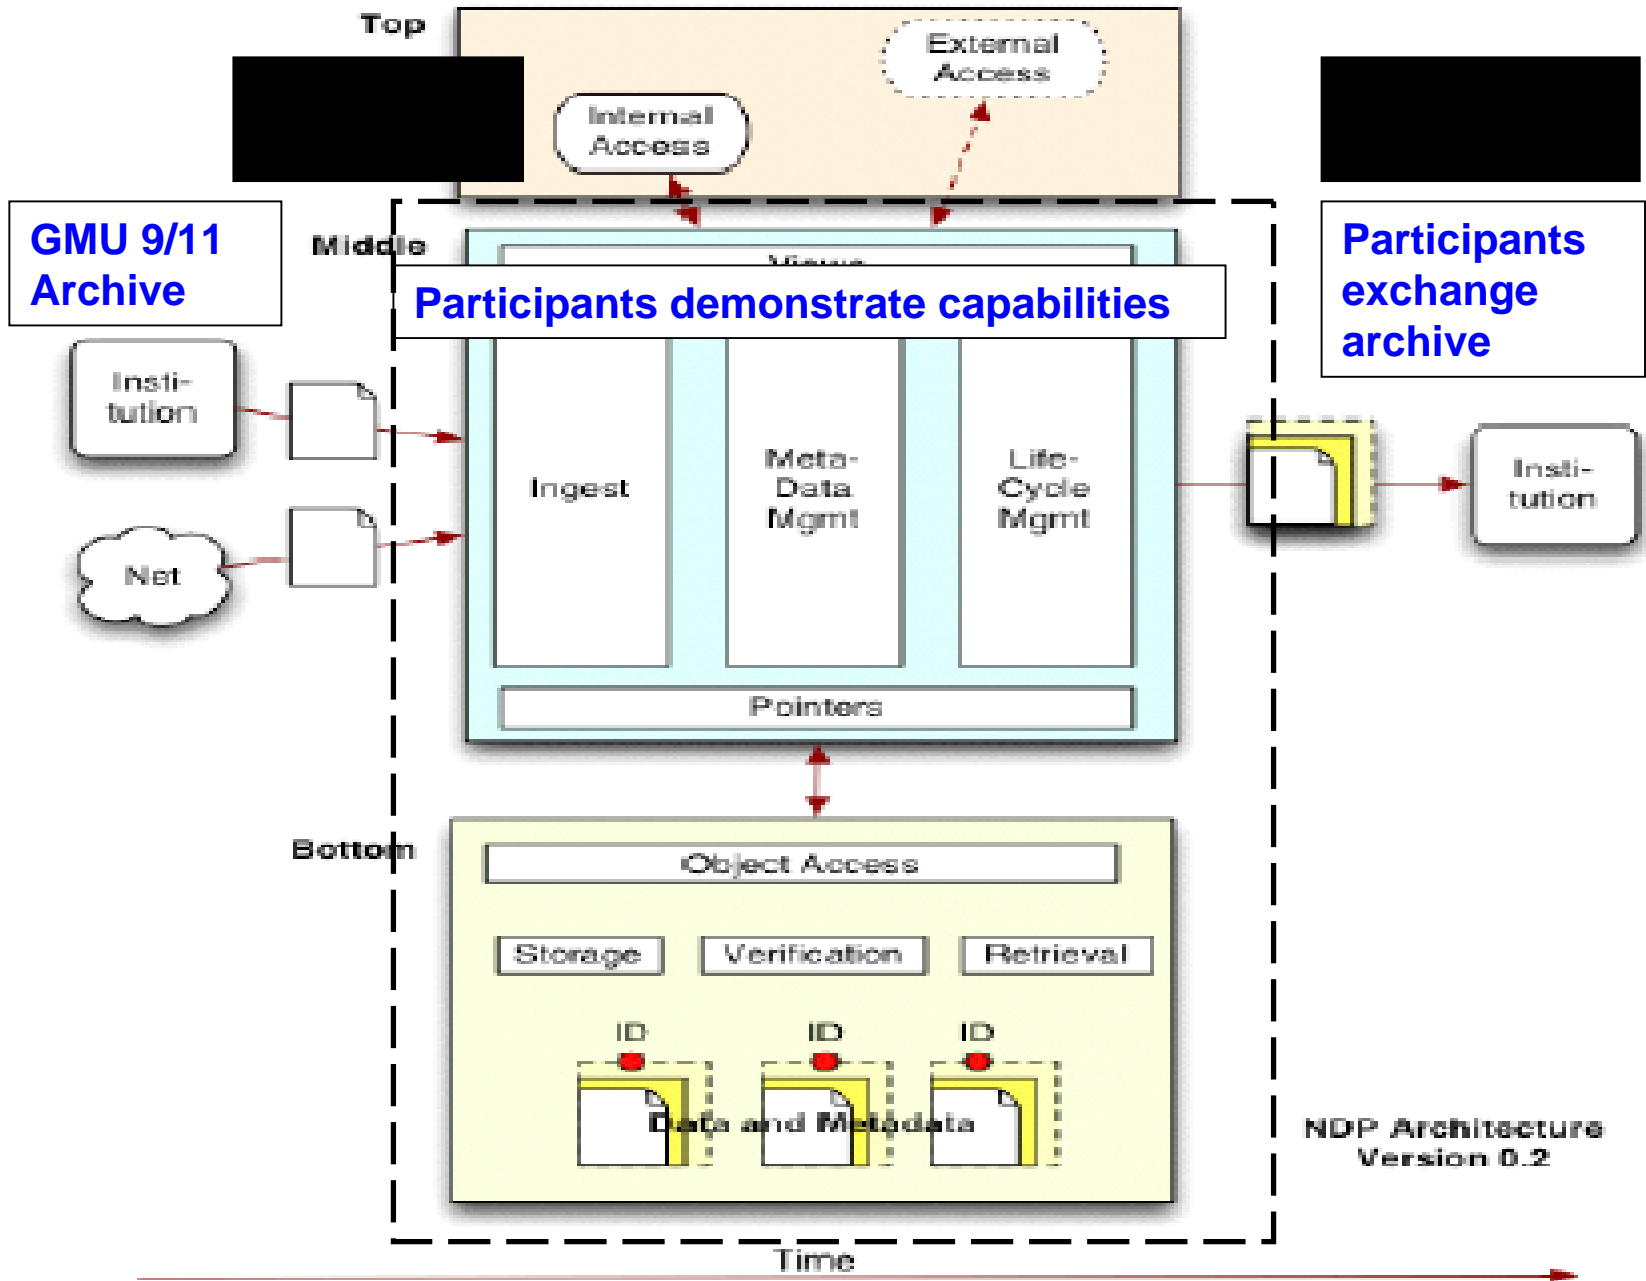 Top
External
Access
Internal
Access
GMU 9/11
Archive
Middle
Views
Participants demonstrate capabilities
Participants
exchange
archive
Insti-
tution
Net
Ingest
Meta-
Data
Mgmt
Life-
Cycle
Mgmt
Insti-
tution
Pointers
Bottom
Object Access
Storage
Verification
Retrieval
ID
ID
ID
Data and Metadata
NDP Architecture
Version 0.2
Time